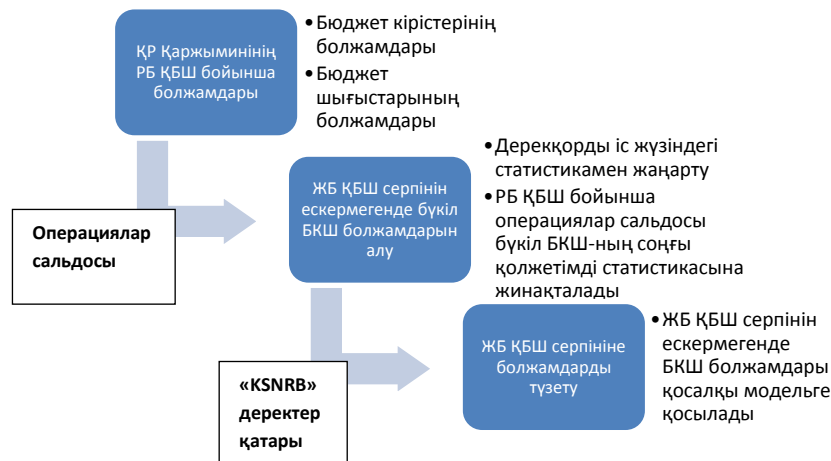 ҚР Қаржыминінің
РБ ҚБШ бойынша
болжамдары
•Бюджет кірістерінің
болжамдары
•Бюджет
шығыстарының
болжамдары
Операциялар
сальдосы
ЖБ ҚБШ серпінін
ескермегенде бүкіл
БКШ болжамдарын
алу
•Дерекқорды іс жүзіндегі
статистикамен жаңарту
•РБ ҚБШ бойынша
операциялар сальдосы
бүкіл БКШ-ның соңғы
қолжетімді статистикасына
жинақталады
«KSNRB»
деректер
қатары
ЖБ ҚБШ серпініне
болжамдарды
түзету
•ЖБ ҚБШ серпінін
ескермегенде
БКШ болжамдары
қосалқы модельге
қосылады